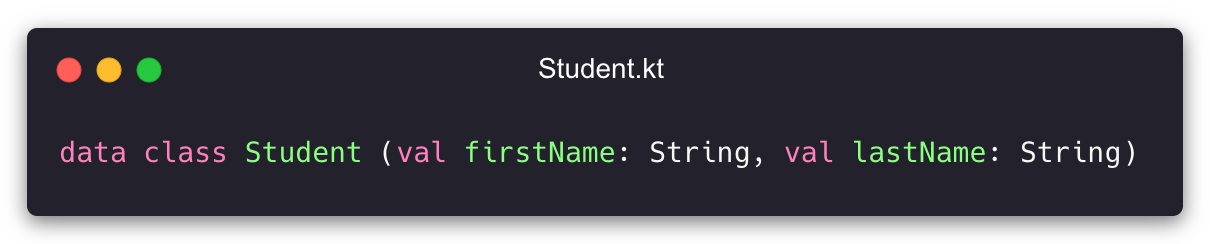 Student.kt
data class Student (val firstName: String, val lastName: String)